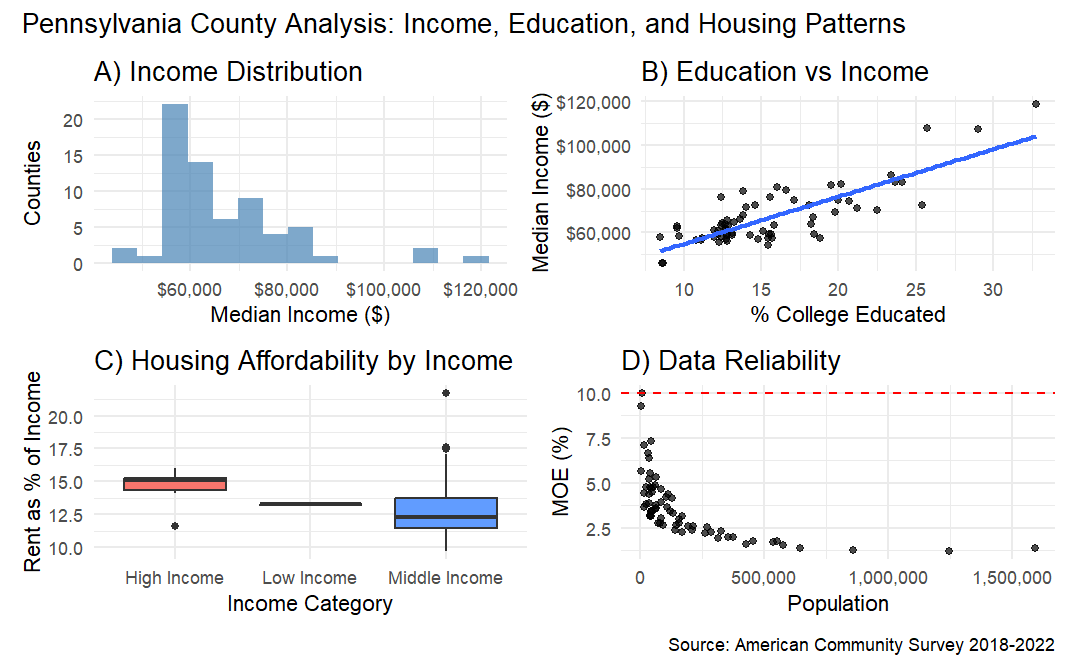 Pennsylvania County Analysis: Income, Education, and Housing Patterns
A) Income Distribution
Counties
20
15
10
5
0
$60,000 $80,000 $100,000 $120,000
Median Income ($)
B) Education vs Income
Median Income ($)
$120,000
$100,000
$80,000
$60,000
10 15 20 25 30
% College Educated
C) Housing Affordability by Income
Rent as % of Income
20.0
17.5
15.0
12.5
10.0
High Income Low Income Middle Income
Income Category
D) Data Reliability
MOE (%)
10.0
7.5
5.0
2.5
0 500,000 1,000,000 1,500,000
Population
Source: American Community Survey 2018-2022